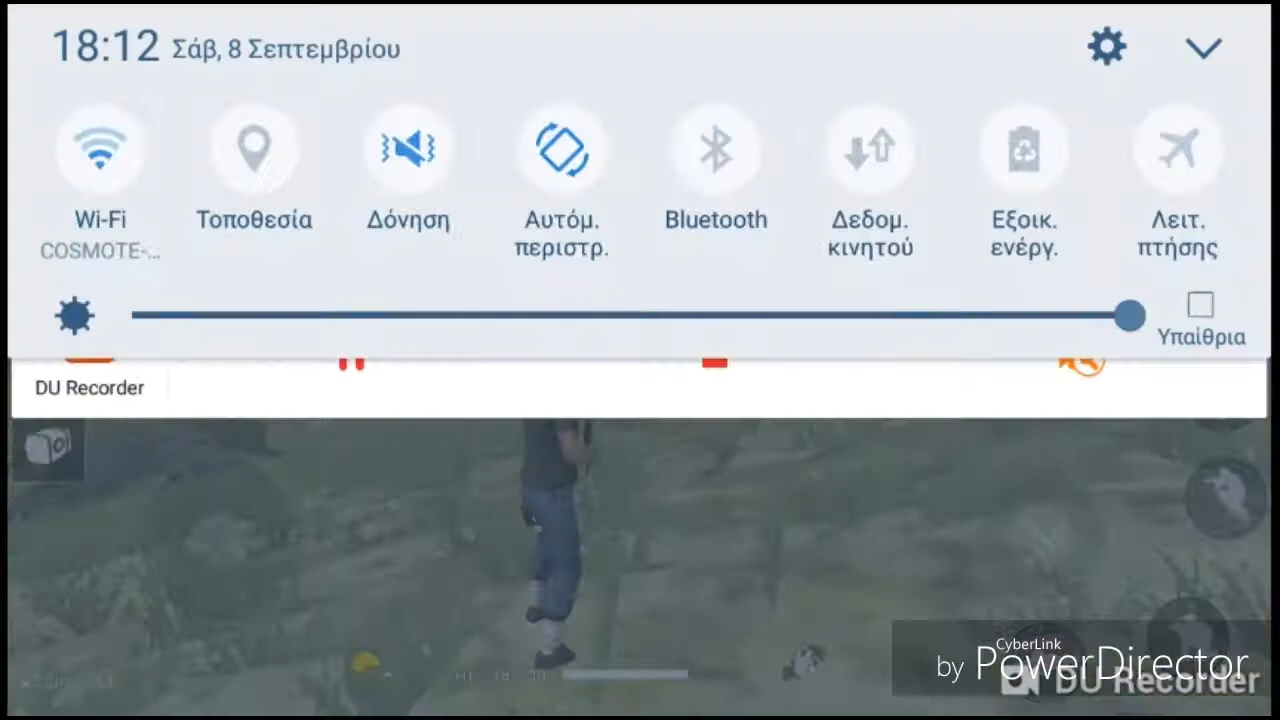 18:12 Σάβ, 8 Σεπτεμβρίου
Wi-Fi
COSMOTE-...
Τοποθεσία
Δόνηση
Αυτόμ.
περιστρ.
Bluetooth
Δεδομ.
κινητού
Εξοικ.
ενέργ.
Λειτ.
πτήσης
Υπαίθρια
DU Recorder
CyberLink
by PowerDirector
DU Recorder